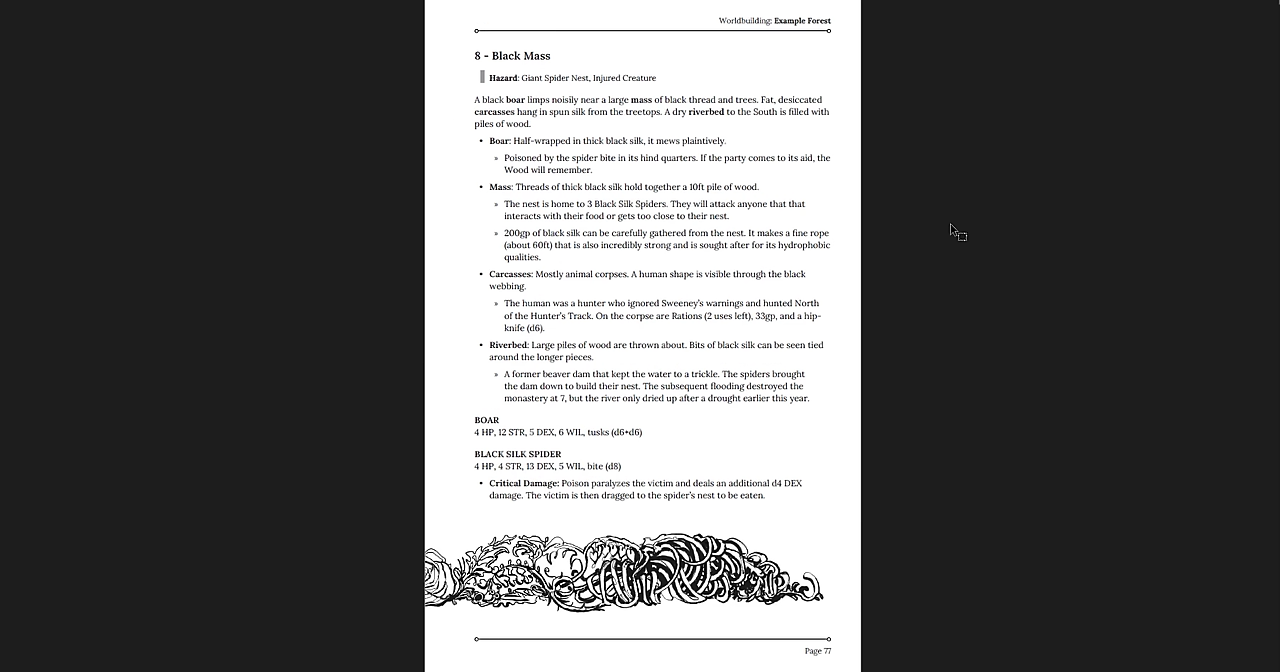 Worldbuilding: Example Forest
8 - Black Mass
Hazard: Giant Spider Nest, Injured Creature
A black boar limps noisily near a large mass of black thread and trees. Fat, desiccated
carcasses hang in spun silk from the treetops. A dry riverbed to the South is filled with
piles of wood.
• Boar: Half-wrapped in thick black silk, it mews plaintively.
» Poisoned by the spider bite in its hind quarters. If the party comes to its aid, the
Wood will remember.
• Mass: Threads of thick black silk hold together a 10ft pile of wood.
» The nest is home to 3 Black Silk Spiders. They will attack anyone that that
interacts with their food or gets too close to their nest.
» 200gp of black silk can be carefully gathered from the nest. It makes a fine rope
(about 60ft) that is also incredibly strong and is sought after for its hydrophobic
qualities.
• Carcasses: Mostly animal corpses. A human shape is visible through the black
webbing.
» The human was a hunter who ignored Sweeney's warnings and hunted North
of the Hunter's Track. On the corpse are Rations (2 uses left), 33gp, and a hip-
knife (d6).
• Riverbed: Large piles of wood are thrown about. Bits of black silk can be seen tied
around the longer pieces.
» A former beaver dam that kept the water to a trickle. The spiders brought
the dam down to build their nest. The subsequent flooding destroyed the
monastery at 7, but the river only dried up after a drought earlier this year.
BOAR
4 HP, 12 STR, 5 DEX, 6 WIL, tusks (d6+d6)
BLACK SILK SPIDER
4 HP, 4 STR, 13 DEX, 5 WIL, bite (d8)
• Critical Damage: Poison paralyzes the victim and deals an additional d4 DEX
damage. The victim is then dragged to the spider's nest to be eaten.
Page 77